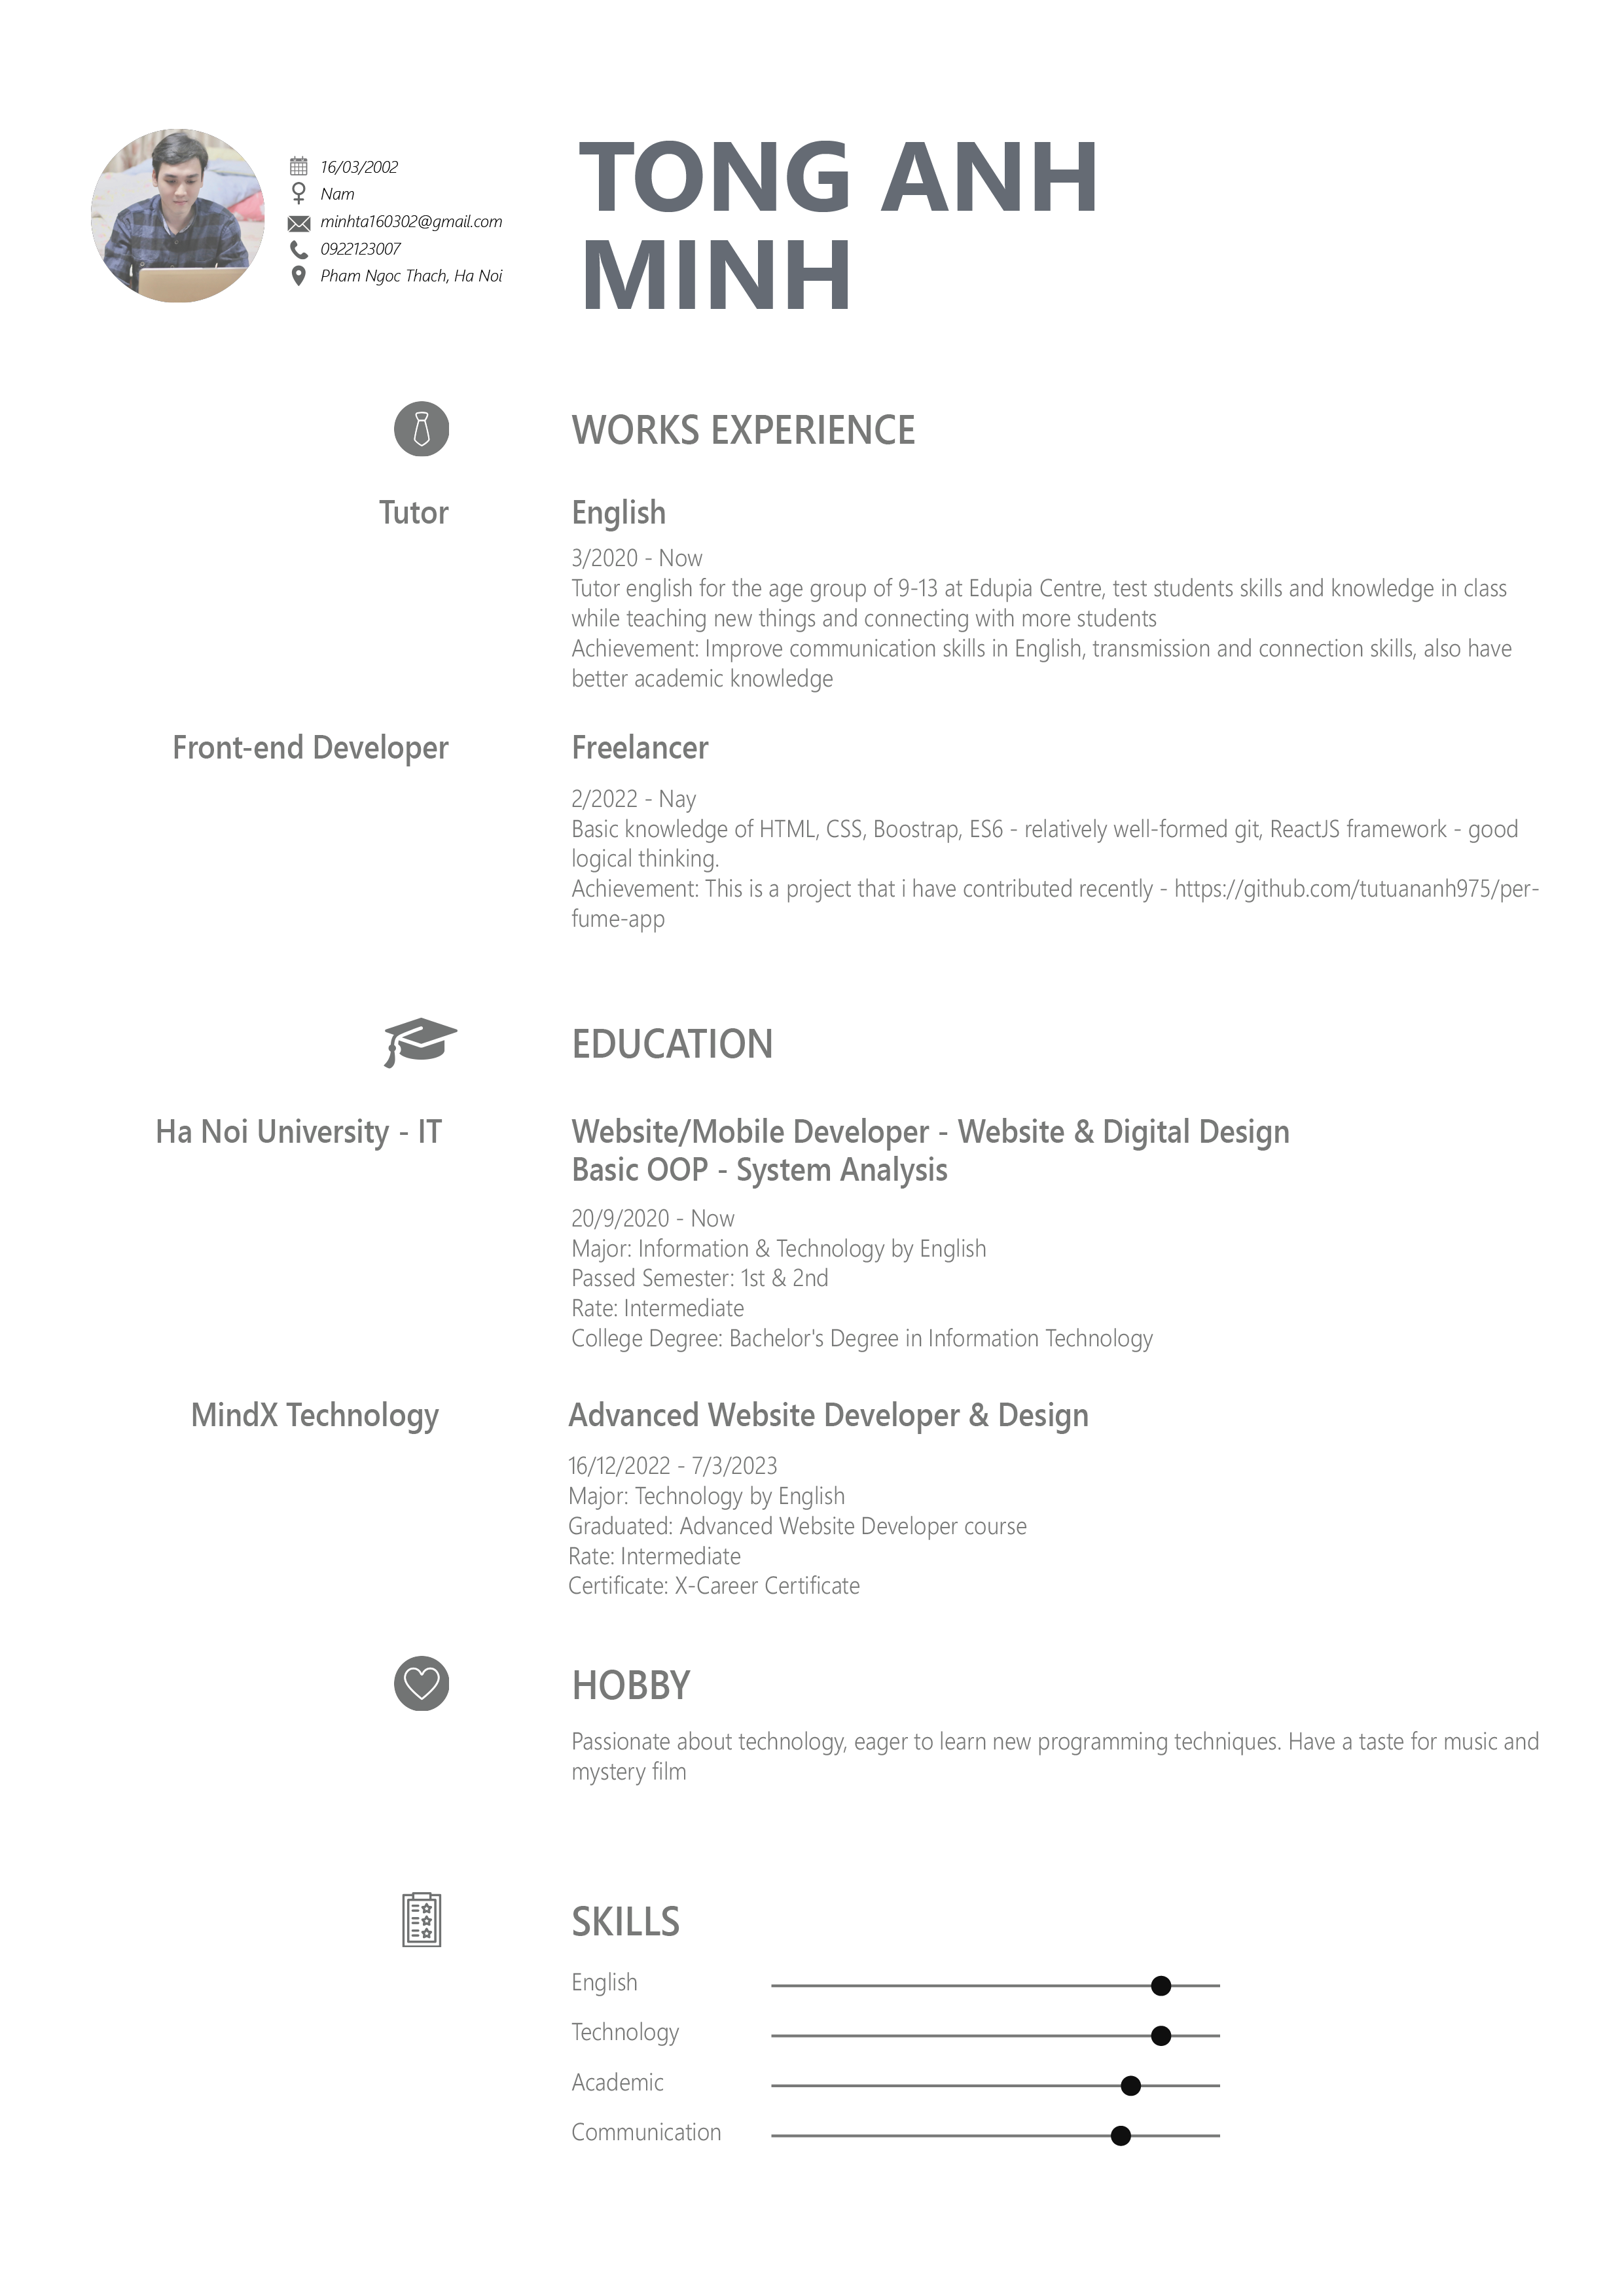 16/03/2002
Nam
minhta160302@gmail.com
0922123007
Pham Ngoc Thach, Ha Noi
TONG ANH
MINH
WORKS EXPERIENCE
Tutor
English
3/2020 - Now
Tutor english for the age group of 9-13 at Edupia Centre, test students skills and knowledge in class
while teaching new things and connecting with more students
Achievement: Improve communication skills in English, transmission and connection skills, also have
better academic knowledge
Front-end Developer
Freelancer
2/2022 - Nay
Basic knowledge of HTML, CSS, Boostrap, ES6 - relatively well-formed git, ReactJS framework - good
logical thinking.
Achievement: This is a project that i have contributed recently - https://github.com/tutuananh975/per-
fume-app
EDUCATION
Ha Noi University - IT
Website/Mobile Developer - Website & Digital Design
Basic OOP - System Analysis
20/9/2020 - Now
Major: Information & Technology by English
Passed Semester: 1st & 2nd
Rate: Intermediate
College Degree: Bachelor's Degree in Information Technology
MindX Technology
Advanced Website Developer & Design
16/12/2022 - 7/3/2023
Major: Technology by English
Graduated: Advanced Website Developer course
Rate: Intermediate
Certificate: X-Career Certificate
HOBBY
Passionate about technology, eager to learn new programming techniques. Have a taste for music and
mystery film
SKILLS
English
Technology
Academic
Communication